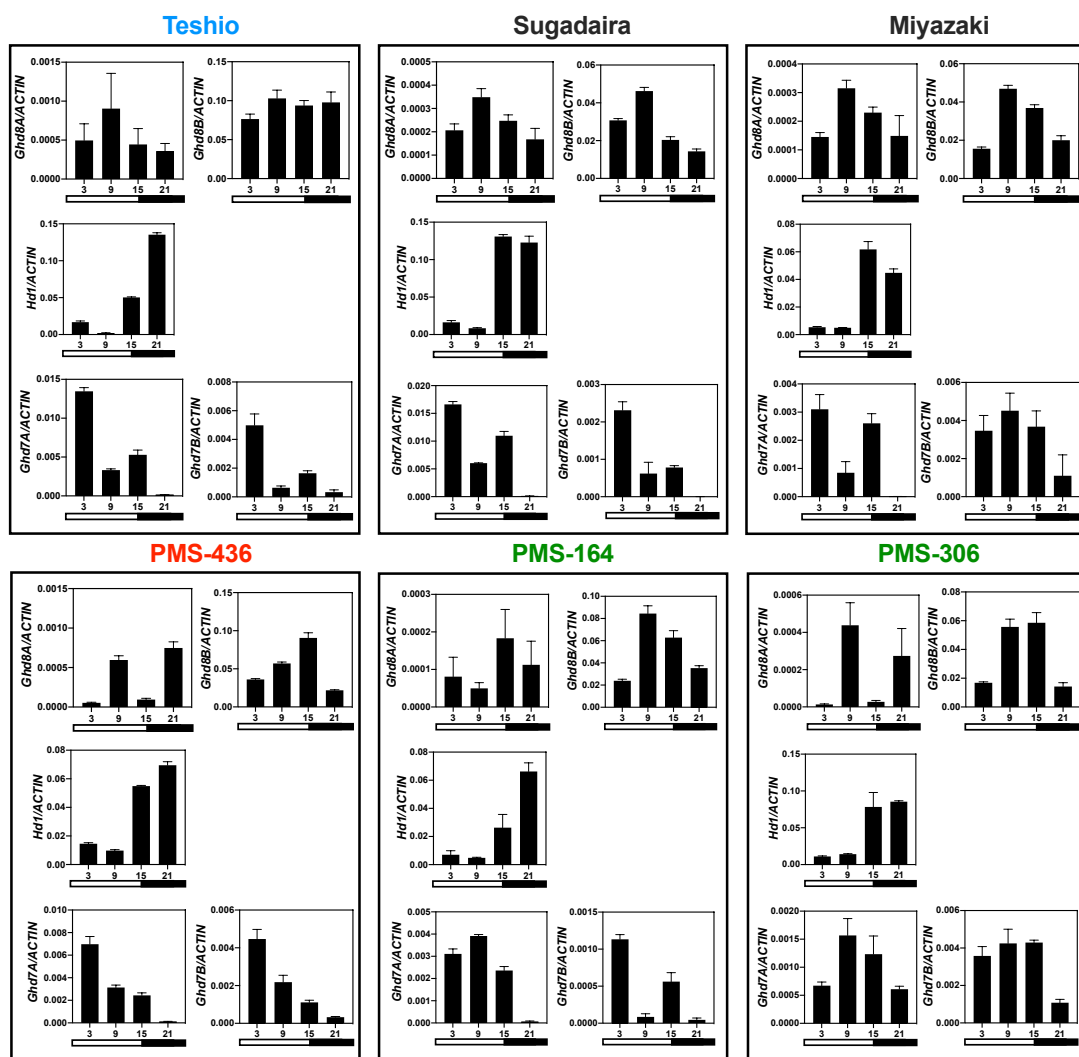 Teshio
Sugadaira
Miyazaki
Ghd8A/ACTIN
0.0015
0.0010
0.0005
0.0000
3 9 15 21
Ghd8B/ACTIN
0.15
0.10
0.05
0.00
3 9 15 21
Hd1/ACTIN
0.15
0.10
0.05
0.00
3 9 15 21
Ghd7A/ACTIN
0.015
0.010
0.005
0.000
3 9 15 21
Ghd7B/ACTIN
0.008
0.006
0.004
0.002
0.000
3 9 15 21
Ghd8A/ACTIN
0.0005
0.0004
0.0003
0.0002
0.0001
0.0000
3 9 15 21
Ghd8B/ACTIN
0.08
0.06
0.04
0.02
0.00
3 9 15 21
Hd1/ACTIN
0.15
0.10
0.05
0.00
3 9 15 21
Ghd7A/ACTIN
0.020
0.015
0.010
0.005
0.000
3 9 15 21
Ghd7B/ACTIN
0.003
0.002
0.001
0.000
3 9 15 21
Ghd8A/ACTIN
0.0004
0.0003
0.0002
0.0001
0.0000
3 9 15 21
Ghd8B/ACTIN
0.06
0.04
0.02
0.00
3 9 15 21
Hd1/ACTIN
0.08
0.06
0.04
0.02
0.00
3 9 15 21
Ghd7A/ACTIN
0.004
0.003
0.002
0.001
0.000
3 9 15 21
Ghd7B/ACTIN
0.008
0.006
0.004
0.002
0.000
3 9 15 21
PMS-436
PMS-164
PMS-306
Ghd8A/ACTIN
0.0015
0.0010
0.0005
0.0000
3 9 15 21
Ghd8B/ACTIN
0.15
0.10
0.05
0.00
3 9 15 21
Hd1/ACTIN
0.08
0.06
0.04
0.02
0.00
3 9 15 21
Ghd7A/ACTIN
0.010
0.008
0.006
0.004
0.002
0.000
3 9 15 21
Ghd7B/ACTIN
0.006
0.004
0.002
0.000
3 9 15 21
Ghd8A/ACTIN
0.0003
0.0002
0.0001
0.0000
3 9 15 21
Ghd8B/ACTIN
0.10
0.08
0.06
0.04
0.02
0.00
3 9 15 21
Hd1/ACTIN
0.08
0.06
0.04
0.02
0.00
3 9 15 21
Ghd7A/ACTIN
0.005
0.004
0.003
0.002
0.001
0.000
3 9 15 21
Ghd7B/ACTIN
0.0015
0.0010
0.0005
0.0000
3 9 15 21
Ghd8A/ACTIN
0.0006
0.0004
0.0002
0.0000
3 9 15 21
Ghd8B/ACTIN
0.08
0.06
0.04
0.02
0.00
3 9 15 21
Hd1/ACTIN
0.15
0.10
0.05
0.00
3 9 15 21
Ghd7A/ACTIN
0.0020
0.0015
0.0010
0.0005
0.0000
3 9 15 21
Ghd7B/ACTIN
0.006
0.004
0.002
0.000
3 9 15 21